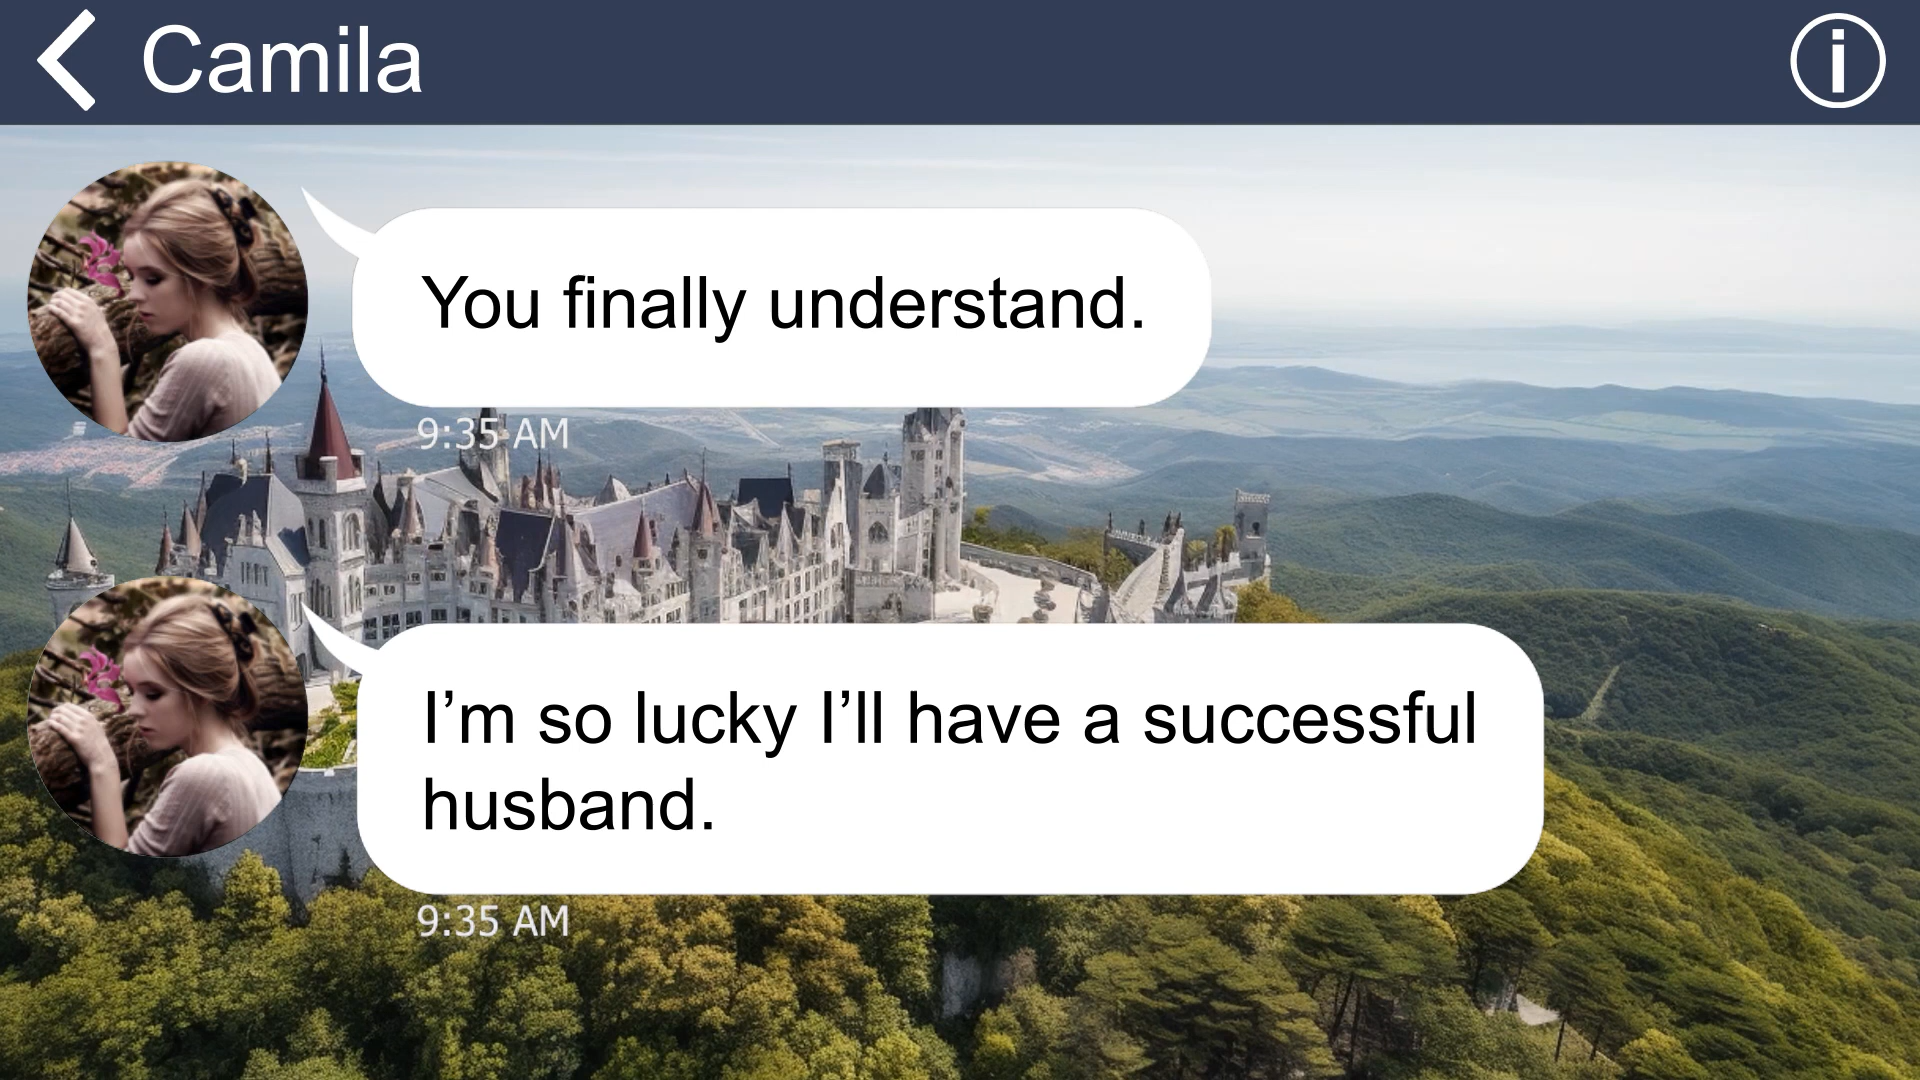 Camila
You finally understand.
9:35 AM
I’m so lucky I’ll have a successful
husband.
9:35 AM